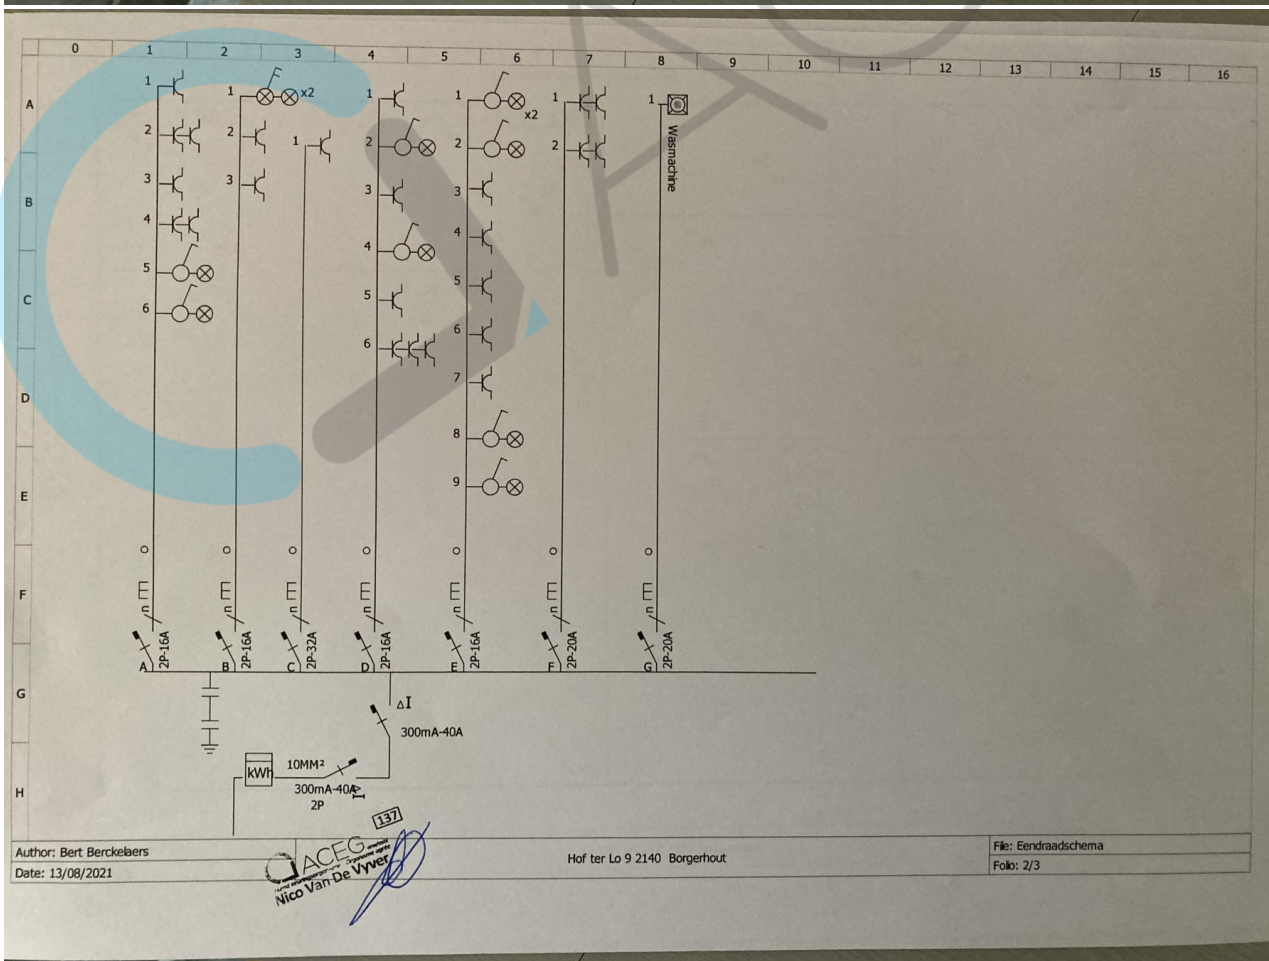 0 1 2 3 4 5 6 7 8 9 10 11 12 13 14 15 16
A
B
C
D
E
F
G
H
1
2
3
4
5
6
1 x2
2
3
1
1
2
3
4
5
6
1
x2
2
3
4
5
6
7
8
9
1
2
1
Wasmachine
n n n n n n n
A 2P-16A
B 2P-16A
C 2P-32A
D 2P-16A
E 2P-16A
F 2P-20A
G 2P-20A
ΔI
300mA-40A
kWh
10MM²
300mA-40A
ΔI
2P
137
ACEG
Nico Van De Vyver
Author: Bert Berckelaers
Date: 13/08/2021
Hof ter Lo 9 2140 Borgerhout
File: Eendraadschema
Folio: 2/3